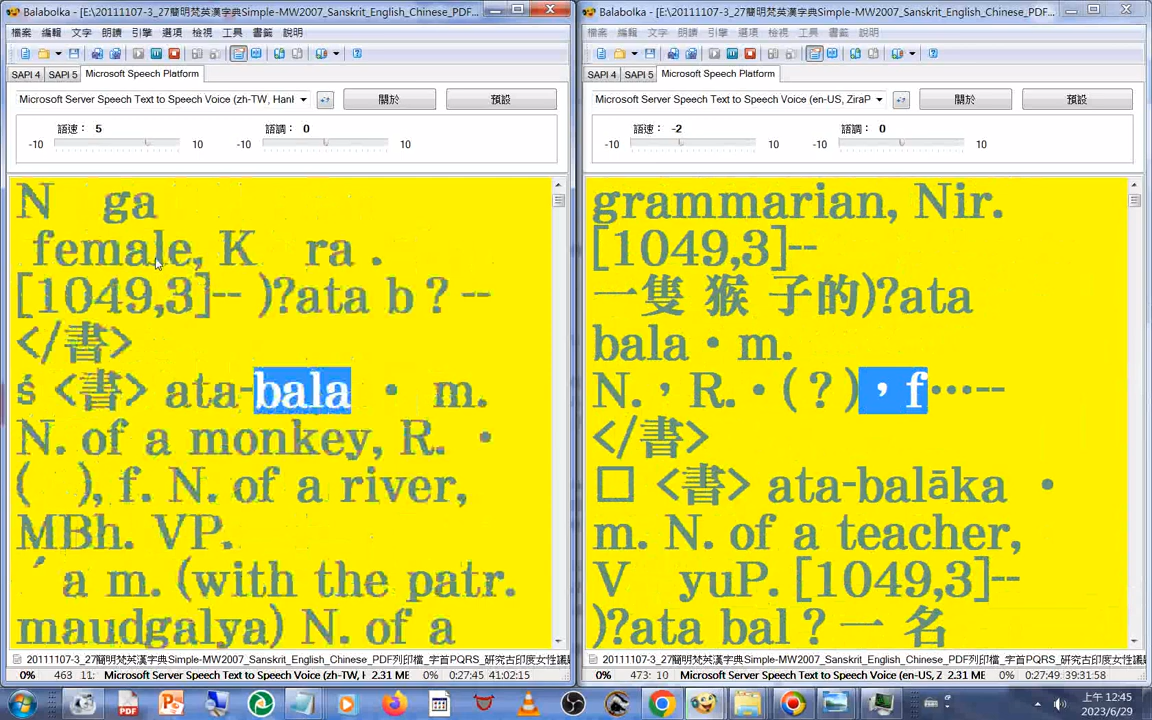 Balabolka - [E:\20111107-3_27簡明梵英漢字典Simple-MW2007_Sanskrit_English_Chinese_PDF...
檔案 編輯 文字 朗讀 引擎 選項 檢視 工具 書籤 說明
SAPI 4 SAPI 5 Microsoft Speech Platform
Microsoft Server Speech Text to Speech Voice (zh-TW, HanI
關於 預設
語速： 5 語調： 0
-10 10 -10 10
N ga
female, K ra .
[1049,3]-- )?ata b？--
</書>
ś <書> ata-bala • m.
N. of a monkey, R. •
( ), f. N. of a river,
MBh. VP.
´a m. (with the patr.
maudgalya) N. of a
20111107-3_27簡明梵英漢字典Simple-MW2007_Sanskrit_English_Chinese_PDF列印檔_字首PQRS_研究古印度女性議題
0% 463 11: Microsoft Server Speech Text to Speech Voice (zh-TW, H 2.31 MB 0% 0:27:45 41:02:15
Balabolka - [E:\20111107-3_27簡明梵英漢字典Simple-MW2007_Sanskrit_English_Chinese_PDF...
檔案 編輯 文字 朗讀 引擎 選項 檢視 工具 書籤 說明
SAPI 4 SAPI 5 Microsoft Speech Platform
Microsoft Server Speech Text to Speech Voice (en-US, ZiraP
關於 預設
語速： -2 語調： 0
-10 10 -10 10
grammarian, Nir.
[1049,3]--
一隻 猴 子的)?ata
bala • m.
N.，R. •(？)，f…--
</書>
□ <書> ata-balāka •
m. N. of a teacher,
V yuP. [1049,3]--
)?ata bal？一 名
20111107-3_27簡明梵英漢字典Simple-MW2007_Sanskrit_English_Chinese_PDF列印檔_字首PQRS_研究古印度女性議題
0% 473: 10 Microsoft Server Speech Text to Speech Voice (en-US, Z 2.31 MB 0% 0:27:49 39:31:58
上午 12:45
2023/6/29